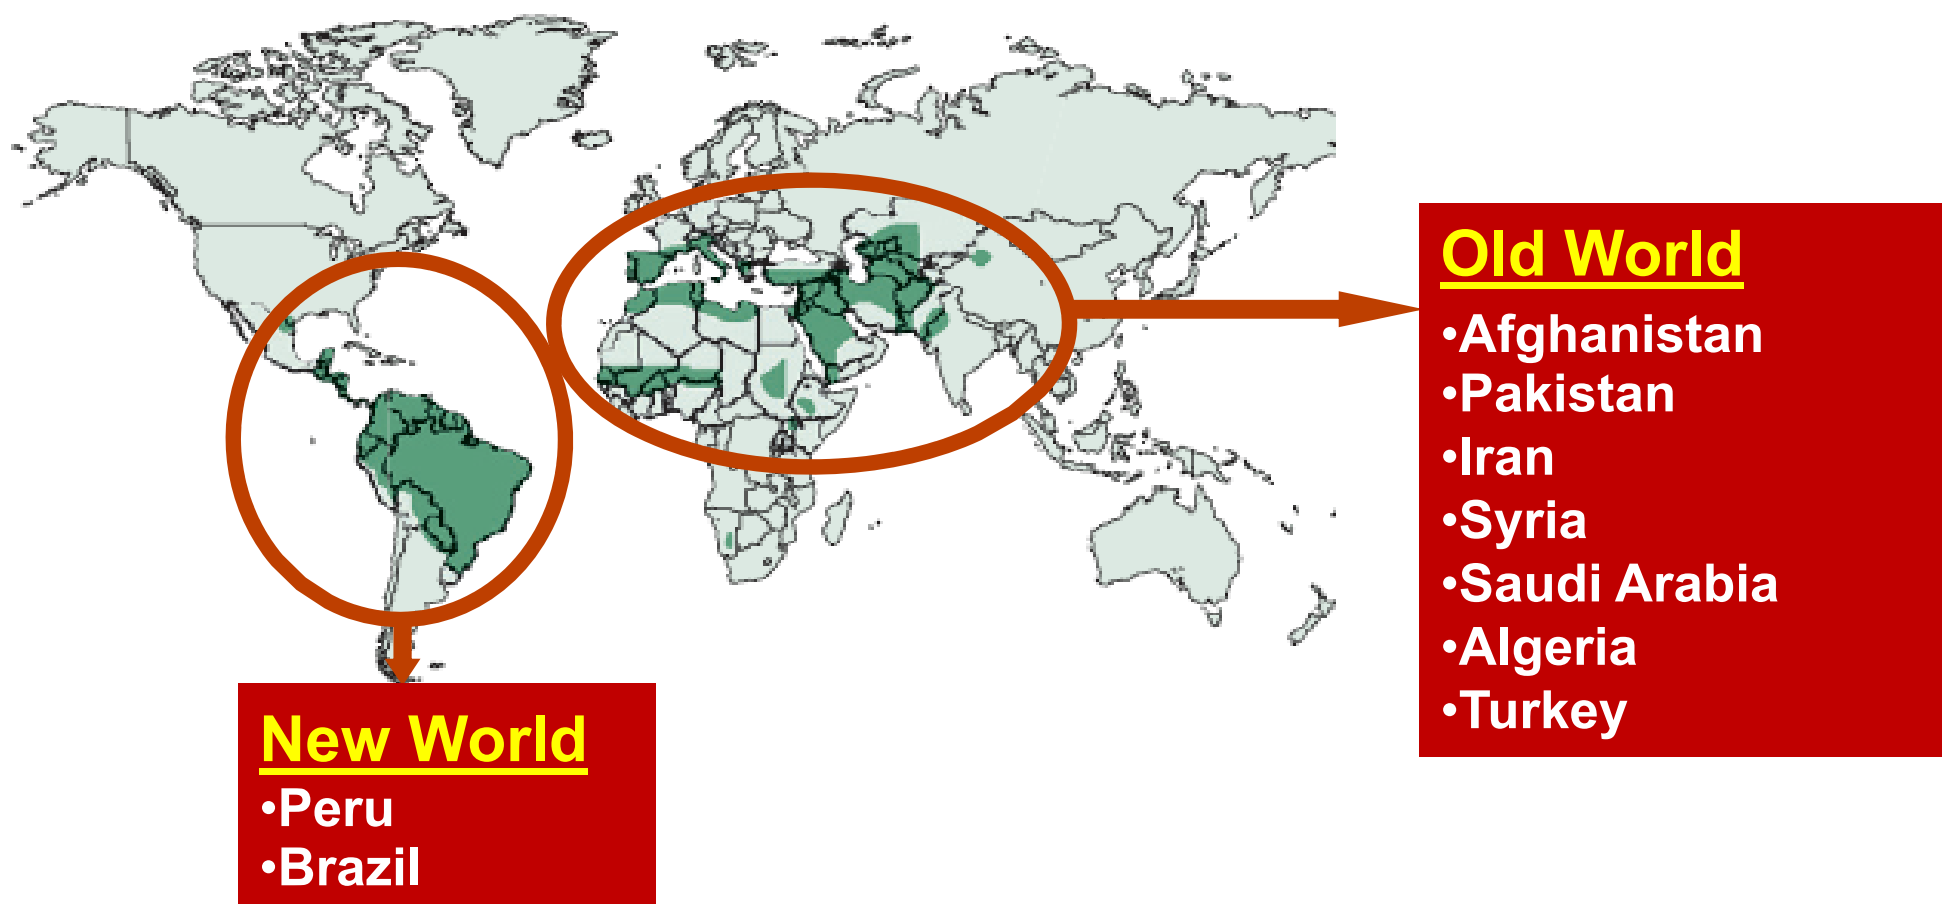 Old World
•Afghanistan
•Pakistan
•Iran
•Syria
•Saudi Arabia
•Algeria
•Turkey
New World
•Peru
•Brazil